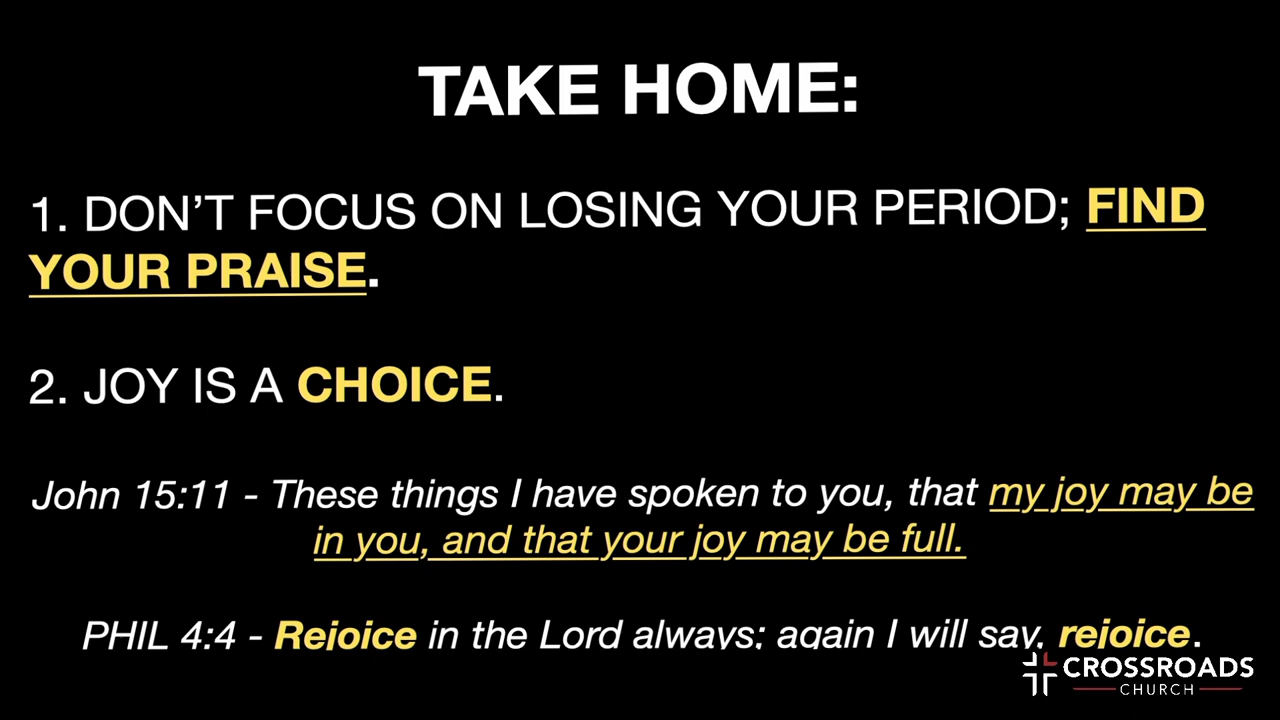 TAKE HOME:
1. DON'T FOCUS ON LOSING YOUR PERIOD; FIND
YOUR PRAISE.
2. JOY IS A CHOICE.
John 15:11 - These things I have spoken to you, that my joy may be
in you, and that your joy may be full.
PHIL 4:4 - Rejoice in the Lord always; again I will say, rejoice.
CROSSROADS
CHURCH